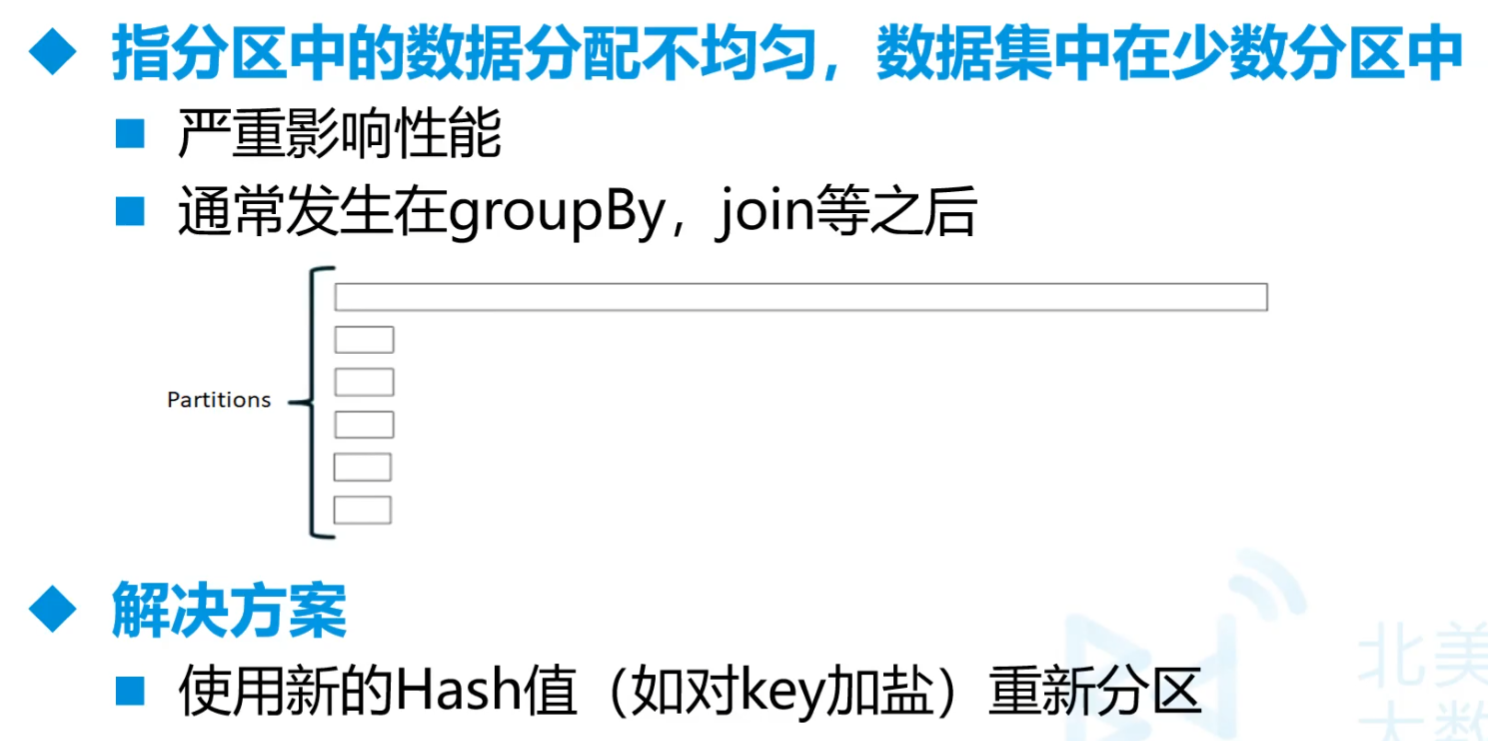 指分区中的数据分配不均匀，数据集中在少数分区中
严重影响性能
通常发生在groupBy，join等之后
Partitions
解决方案
使用新的Hash值（如对key加盐）重新分区
北美
大数